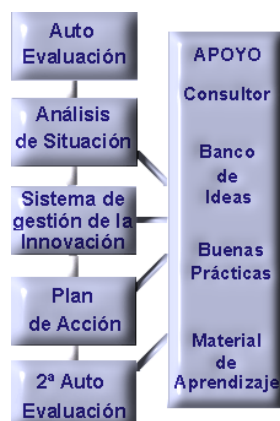 Auto
Evaluación
Análisis
de Situación
Sistema de
gestión de la
Innovación
Plan
de Acción
2ª Auto
Evaluación
APOYO
Consultor
Banco
de
Ideas
Buenas
Prácticas
Material
de
Aprendizaje